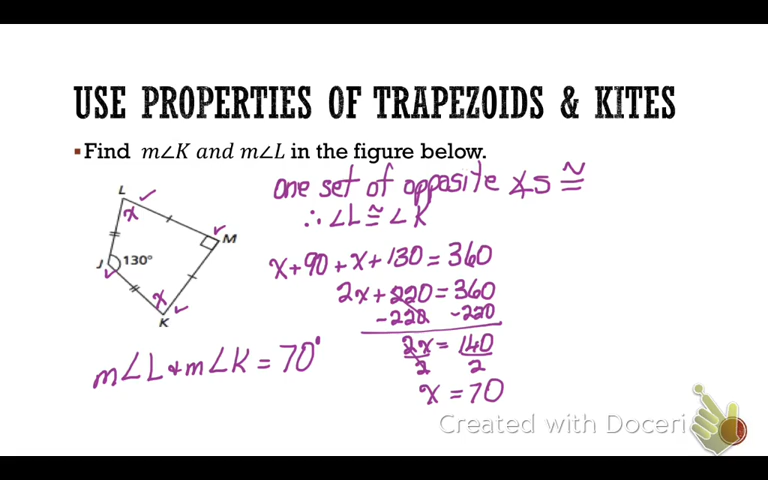 USE PROPERTIES OF TRAPEZOIDS & KITES
▪Find m∠K and m∠L in the figure below.
one set of opposite ∡s ≅
∴ ∠L ≅ ∠K
L
x
M
J
130°
x
K
x+90+x+130=360
2x+220=360
-220 -220
2x = 140
2 2
x = 70
m∠L & m∠K = 70°
Created with Doceri